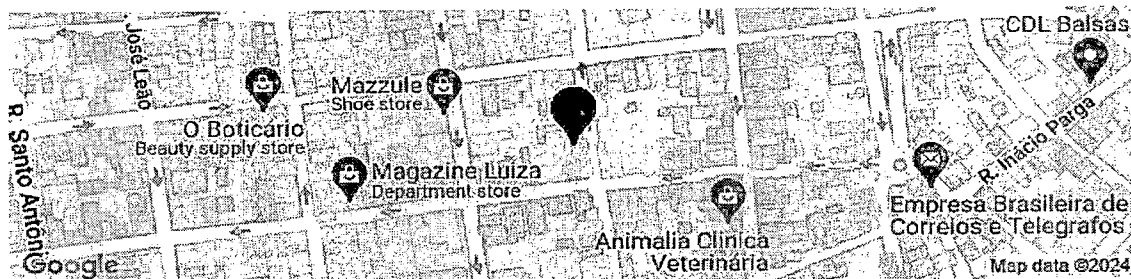 CDL Balsas
José Leão
Mazzule
Shoe store
O Boticário
Beauty supply store
R. Santo Antônio
Magazine Luiza
Department store
R. Inácio Parga
Empresa Brasileira de
Correios e Telegrafos
Animalia Clinica
Veterinária
Google
Map data ©2024